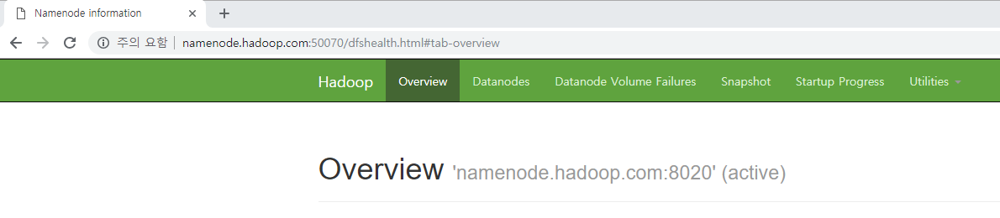 Namenode information
주의 요함 namenode.hadoop.com:50070/dfshealth.html#tab-overview
Hadoop Overview Datanodes Datanode Volume Failures Snapshot Startup Progress Utilities
Overview 'namenode.hadoop.com:8020' (active)